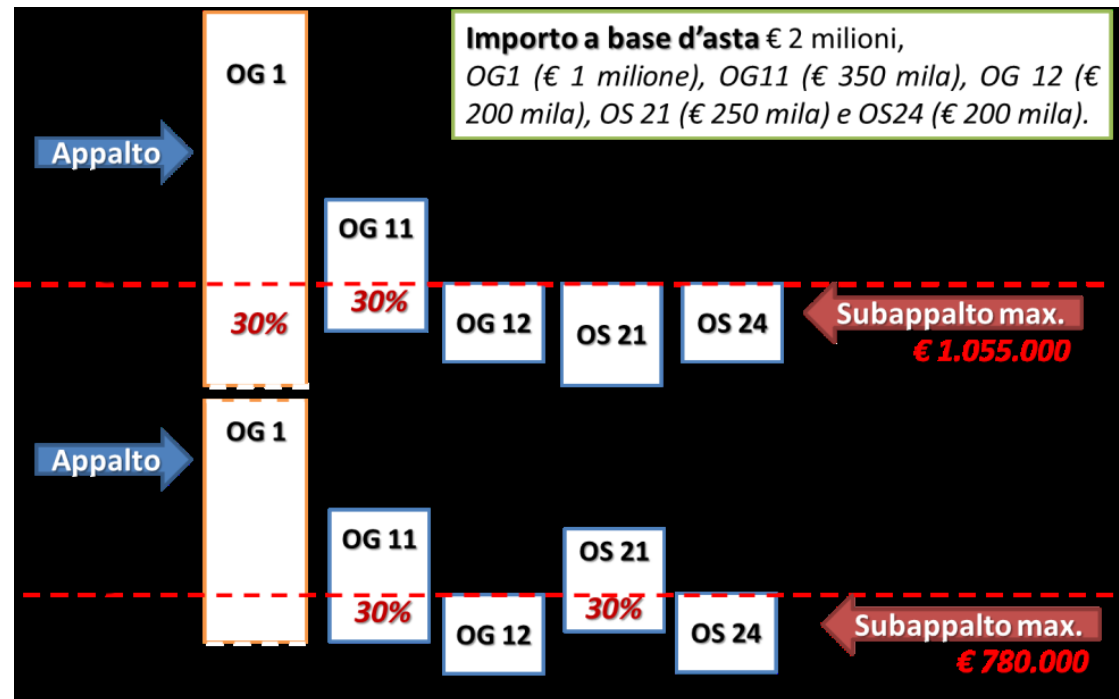 Importo a base d'asta € 2 milioni,
OG1 (€ 1 milione), OG11 (€ 350 mila), OG 12 (€
200 mila), OS 21 (€ 250 mila) e OS24 (€ 200 mila).
OG 1
Appalto
OG 11
30%
30%
OG 12
OS 21
OS 24
Subappalto max.
€ 1.055.000
OG 1
Appalto
OG 11
OS 21
30%
30%
OG 12
OS 24
Subappalto max.
€ 780.000